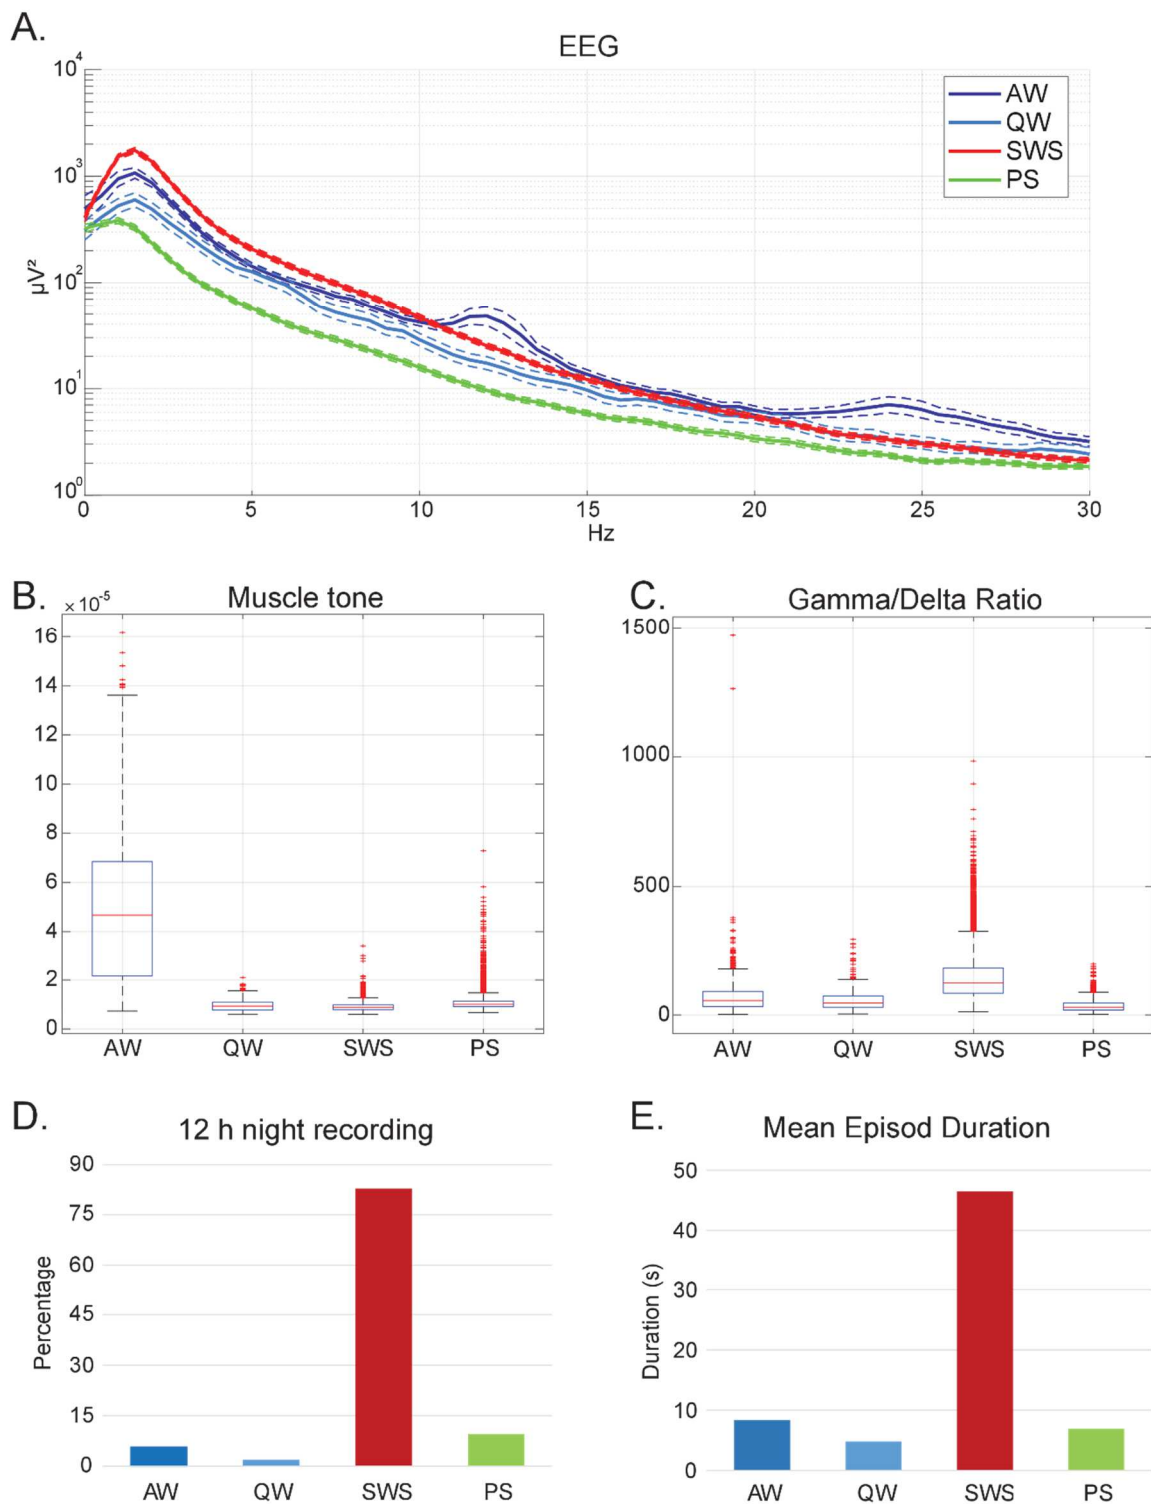 A.
EEG
10⁴
10³
10²
10¹
10⁰
µV²
AW
QW
SWS
PS
0 5 10 15 20 25 30
Hz
B.
× 10⁻⁵ Muscle tone
16
14
12
10
8
6
4
2
0
AW QW SWS PS
C.
Gamma/Delta Ratio
1500
1000
500
0
AW QW SWS PS
D.
12 h night recording
90
75
60
45
30
15
0
Percentage
AW QW SWS PS
E.
Mean Episod Duration
50
40
30
20
10
0
Duration (s)
AW QW SWS PS